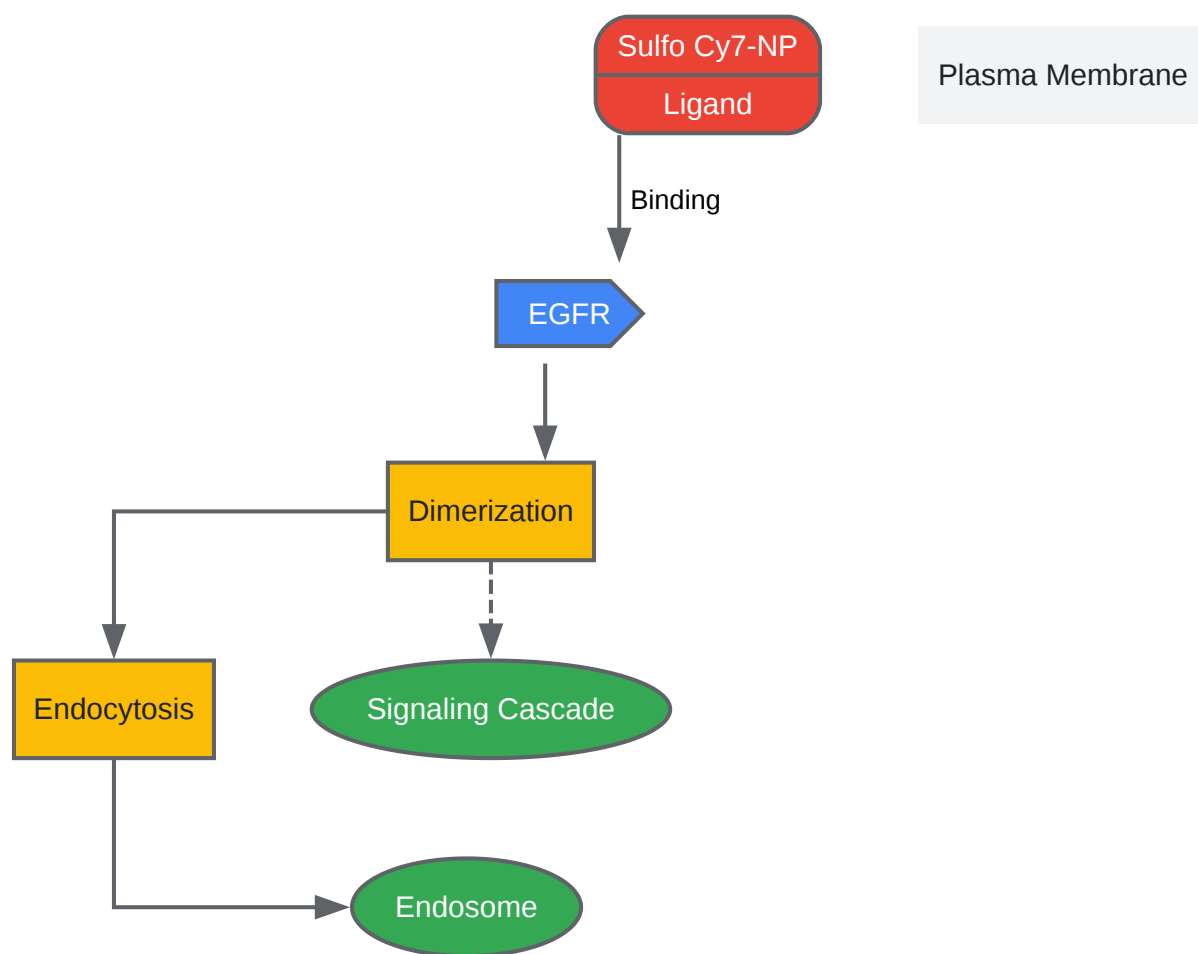 Sulfo Cy7-NP
Ligand
Plasma Membrane
Binding
EGFR
Dimerization
Endocytosis
Signaling Cascade
Endosome